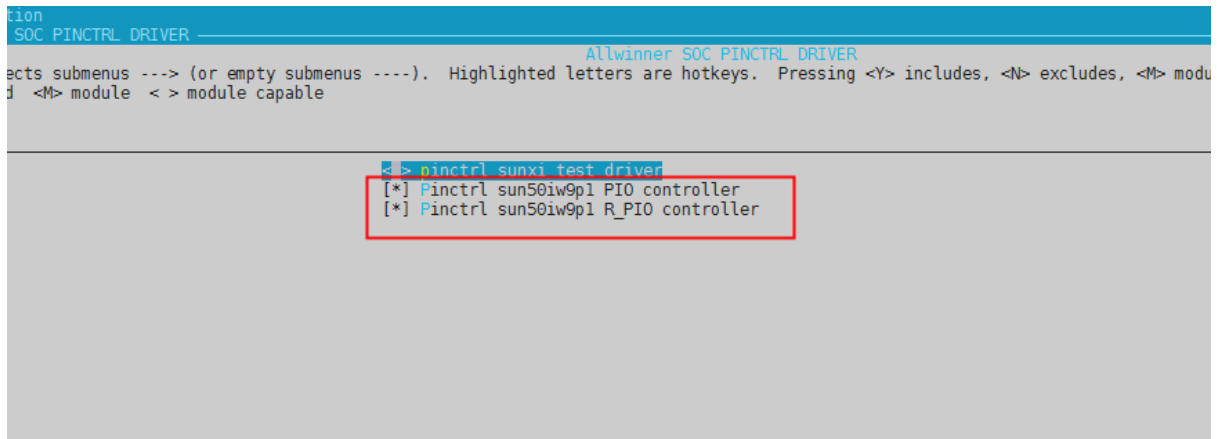 tion
SOC PINCTRL DRIVER
Allwinner SOC PINCTRL DRIVER
ects submenus ---> (or empty submenus ----).  Highlighted letters are hotkeys.  Pressing <Y> includes, <N> excludes, <M> modu
d  <M> module  < > module capable
< > pinctrl sunxi test driver
[*] Pinctrl sun50iw9p1 PIO controller
[*] Pinctrl sun50iw9p1 R_PIO controller